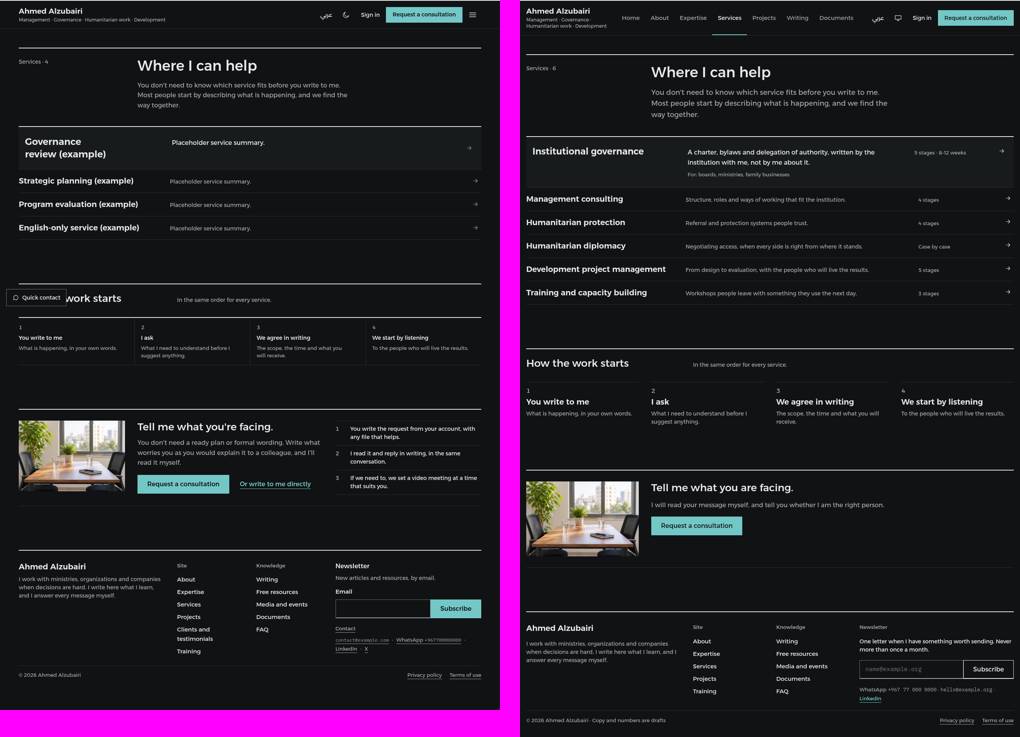 Ahmed Alzubairi
Management · Governance · Humanitarian work · Development
عربي
Sign in
Request a consultation
Services · 4
Where I can help
You don't need to know which service fits before you write to me.
Most people start by describing what is happening, and we find the
way together.
Governance
review (example)
Placeholder service summary.
→
Strategic planning (example)
Placeholder service summary.
→
Program evaluation (example)
Placeholder service summary.
→
English-only service (example)
Placeholder service summary.
→
Quick contact
work starts
In the same order for every service.
1
You write to me
What is happening, in your own words.
2
I ask
What I need to understand before I
suggest anything.
3
We agree in writing
The scope, the time and what you
will receive.
4
We start by listening
To the people who will live the results.
Tell me what you're facing.
You don't need a ready plan or formal wording. Write what
worries you as you would explain it to a colleague, and I'll
read it myself.
Request a consultation
Or write to me directly
1 You write the request from your account, with
any file that helps.
2 I read it and reply in writing, in the same
conversation.
3 If we need to, we set a video meeting at a time
that suits you.
Ahmed Alzubairi
I work with ministries, organizations and companies
when decisions are hard. I write here what I learn,
and I answer every message myself.
Site
About
Expertise
Services
Projects
Clients and
testimonials
Training
Knowledge
Writing
Free resources
Media and events
Documents
FAQ
Newsletter
New articles and resources, by email.
Email
Subscribe
Contact
contact@example.com · WhatsApp +967700000000 ·
LinkedIn · X
© 2026 Ahmed Alzubairi
Privacy policy
Terms of use
Ahmed Alzubairi
Management · Governance ·
Humanitarian work · Development
Home
About
Expertise
Services
Projects
Writing
Documents
عربي
Sign in
Request a consultation
Services · 6
Where I can help
You don't need to know which service fits before you write to me.
Most people start by describing what is happening, and we find the
way together.
Institutional governance
A charter, bylaws and delegation of authority, written by the
institution with me, not by me about it.
For: boards, ministries, family businesses
5 stages · 8–12 weeks
→
Management consulting
Structure, roles and ways of working that fit the institution.
4 stages
→
Humanitarian protection
Referral and protection systems people trust.
4 stages
→
Humanitarian diplomacy
Negotiating access, when every side is right from where it stands.
Case by case
→
Development project management
From design to evaluation, with the people who will live the results.
5 stages
→
Training and capacity building
Workshops people leave with something they use the next day.
3 stages
→
How the work starts
In the same order for every service.
1
You write to me
What is happening, in your own words.
2
I ask
What I need to understand before I
suggest anything.
3
We agree in writing
The scope, the time and what you will
receive.
4
We start by listening
To the people who will live the results.
Tell me what you are facing.
I will read your message myself, and tell you whether I am the right person.
Request a consultation
Ahmed Alzubairi
I work with ministries, organizations and companies
when decisions are hard. I write here what I learn, and I
answer every message myself.
Site
About
Expertise
Services
Projects
Training
Knowledge
Writing
Free resources
Media and events
Documents
FAQ
Newsletter
One letter when I have something worth sending. Never
more than once a month.
name@example.org
Subscribe
WhatsApp +967 77 000 0000 · hello@example.org ·
LinkedIn
© 2026 Ahmed Alzubairi · Copy and numbers are drafts
Privacy policy
Terms of use